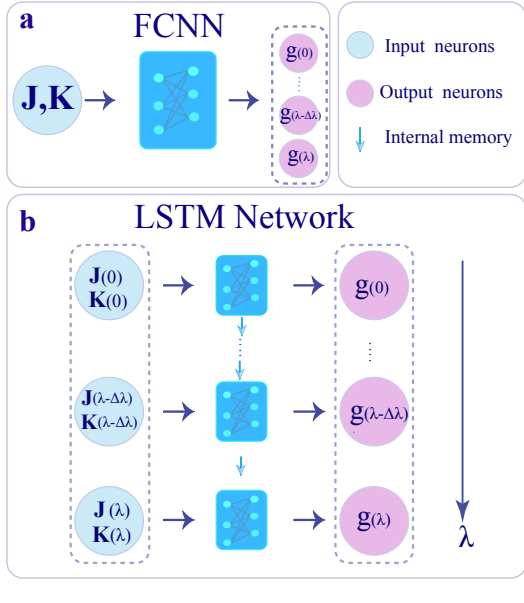 a
FCNN
J,K
g(0)
g(λ-Δλ)
g(λ)
Input neurons
Output neurons
Internal memory
b
LSTM Network
J(0)
K(0)
g(0)
J(λ-Δλ)
K(λ-Δλ)
g(λ-Δλ)
J(λ)
K(λ)
g(λ)
λ